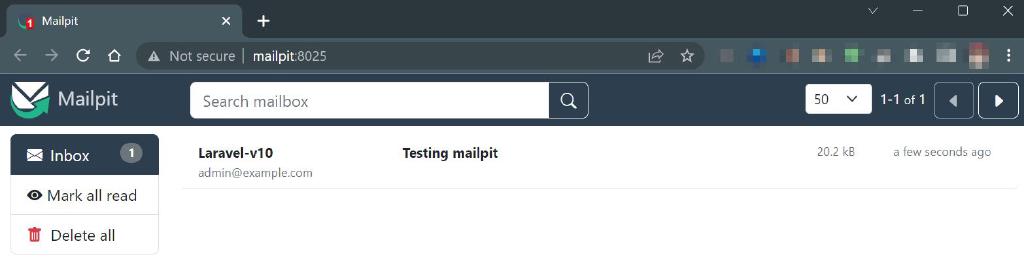 1 Mailpit
Not secure | mailpit:8025
Mailpit Search mailbox 50 1-1 of 1
Inbox 1 Laravel-v10 Testing mailpit 20.2 kB a few seconds ago
admin@example.com
Mark all read
Delete all